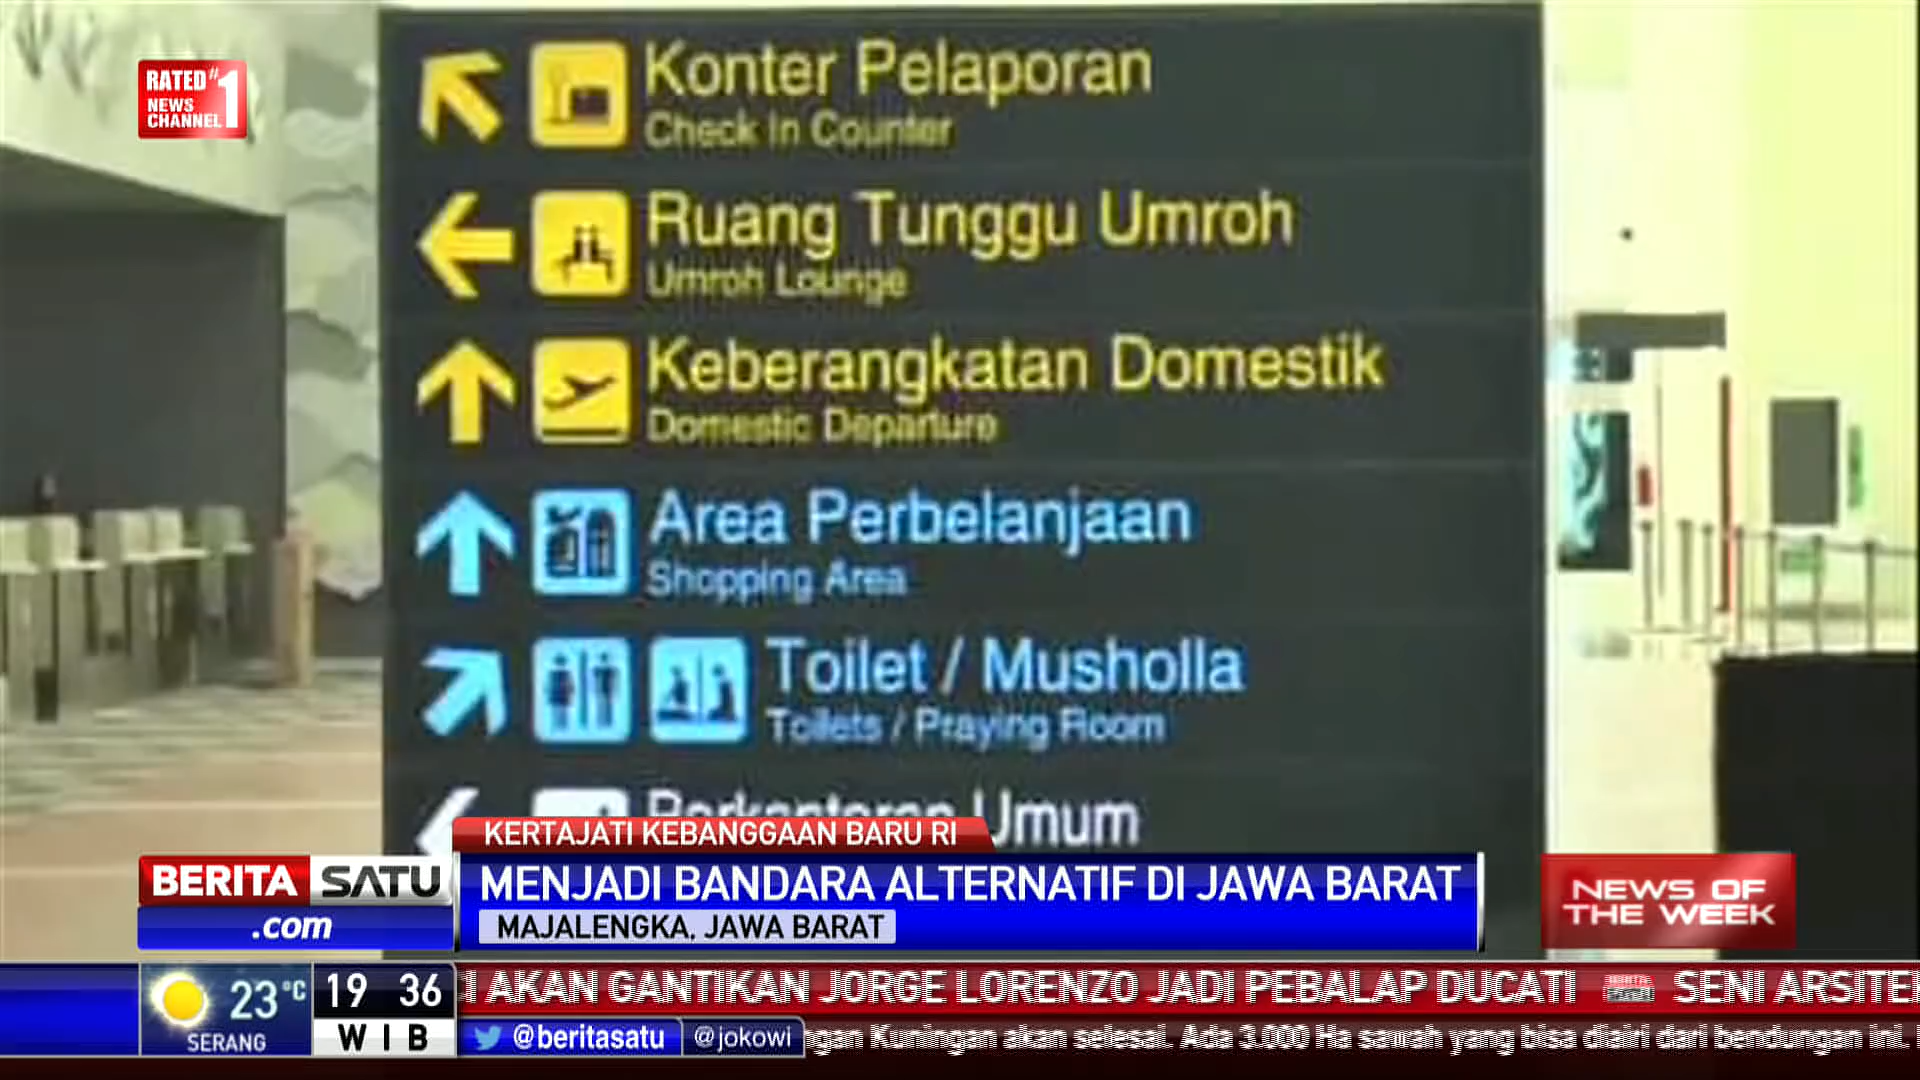 RATED #1
NEWS
CHANNEL
Konter Pelaporan
Check In Counter
Ruang Tunggu Umroh
Umroh Lounge
Keberangkatan Domestik
Domestic Departure
Area Perbelanjaan
Shopping Area
Toilet / Musholla
Toilets / Praying Room
Perkantoran Umum
KERTAJATI KEBANGGAAN BARU RI
BERITA SATU
.com
MENJADI BANDARA ALTERNATIF DI JAWA BARAT
MAJALENGKA, JAWA BARAT
NEWS OF
THE WEEK
23°C
SERANG
19 36
WIB
AKAN GANTIKAN JORGE LORENZO JADI PEBALAP DUCATI
SENI
@beritasatu
@jokowi
Kuningan akan selesai. Ada 3.000 Ha sawah yang bisa dialiri dari bendungan ini.